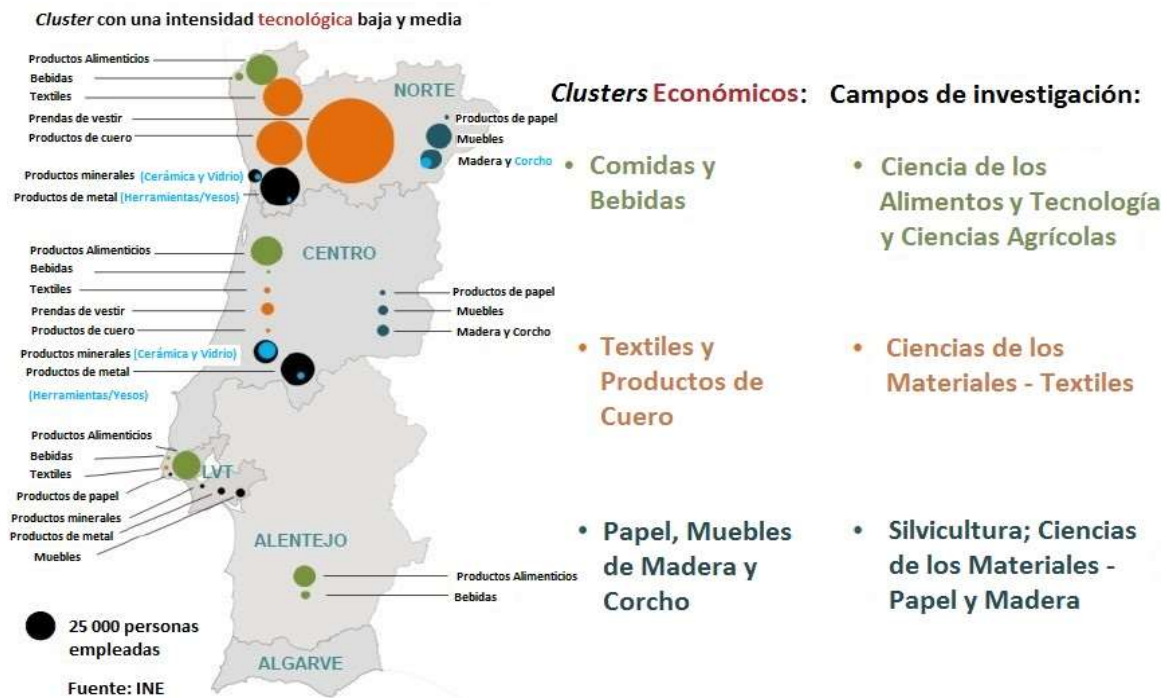 Cluster con una intensidad tecnológica baja y media
Productos Alimenticios
Bebidas
Textiles
Prendas de vestir
Productos de cuero
Productos minerales (Cerámica y Vidrio)
Productos de metal (Herramientas/Yesos)
NORTE
Productos de papel
Muebles
Madera y Corcho
Productos Alimenticios
Bebidas
Textiles
Prendas de vestir
Productos de cuero
Productos minerales (Cerámica y Vidrio)
Productos de metal
(Herramientas/Yesos)
CENTRO
Productos de papel
Muebles
Madera y Corcho
Productos Alimenticios
Bebidas
Textiles
Productos de papel
Productos minerales
Productos de metal
Muebles
LVT
ALENTEJO
Productos Alimenticios
Bebidas
25 000 personas
empleadas
Fuente: INE
ALGARVE
Clusters Económicos:
Comidas y
Bebidas
Textiles y
Productos de
Cuero
Papel, Muebles
de Madera y
Corcho
Campos de investigación:
Ciencia de los
Alimentos y Tecnología
y Ciencias Agrícolas
Ciencias de los
Materiales - Textiles
Silvicultura; Ciencias
de los Materiales -
Papel y Madera